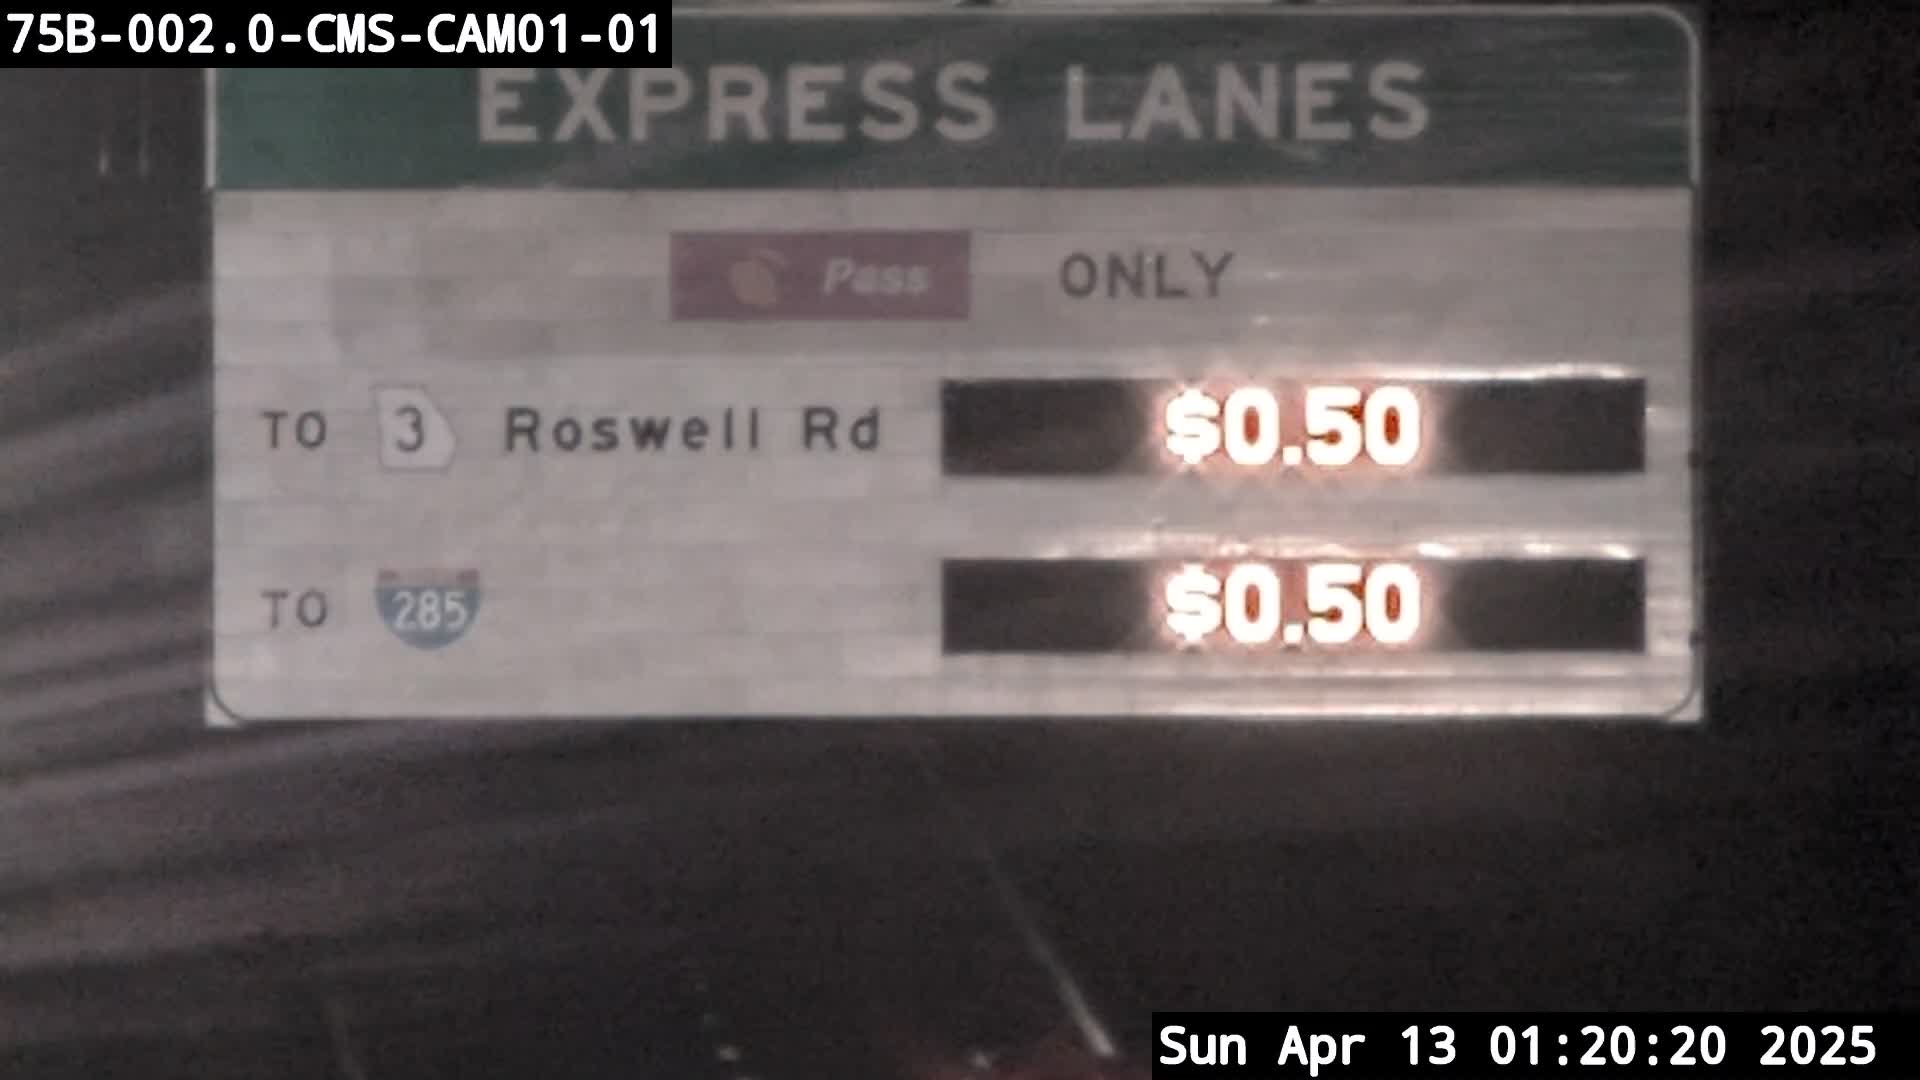 75B-002.0-CMS-CAM01-01
EXPRESS LANES
Pass ONLY
TO 3 Roswell Rd $0.50
TO 285 $0.50
Sun Apr 13 01:20:20 2025